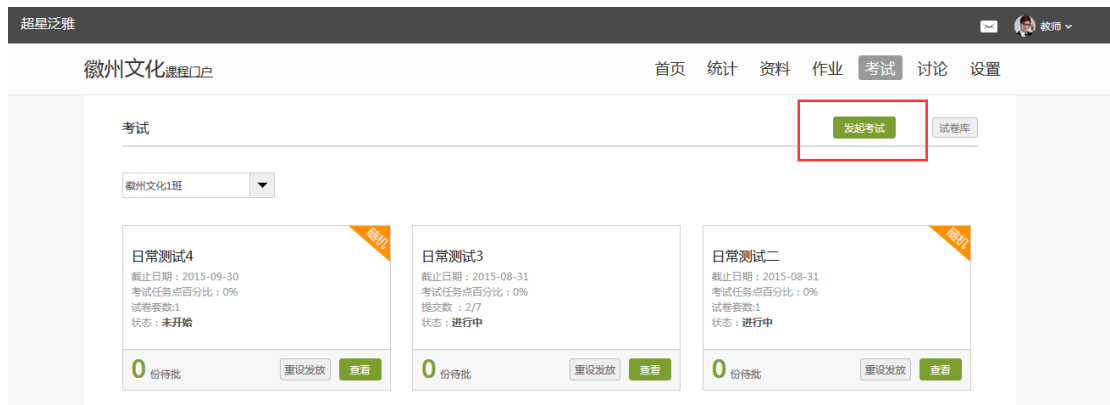 超星泛雅 教师
徽州文化课程门户 首页 统计 资料 作业 考试 讨论 设置
考试 发起考试 试卷库
徽州文化1班
随机
日常测试4
截止日期：2015-09-30
考试任务点百分比：0%
试卷套数:1
状态：未开始
0 份待批 重设发放 查看
日常测试3
截止日期：2015-08-31
考试任务点百分比：0%
提交数 ：2/7
状态：进行中
0 份待批 重设发放 查看
随机
日常测试二
截止日期：2015-08-31
考试任务点百分比：0%
试卷套数:1
状态：进行中
0 份待批 重设发放 查看